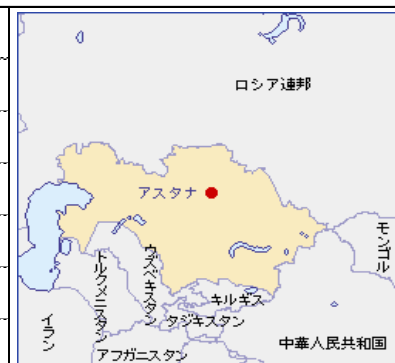 ロシア連邦
アスタナ
モンゴル
ウズベキスタン
トルクメニスタン
キルギス
タジキスタン
イラン
中華人民共和国
アフガニスタン